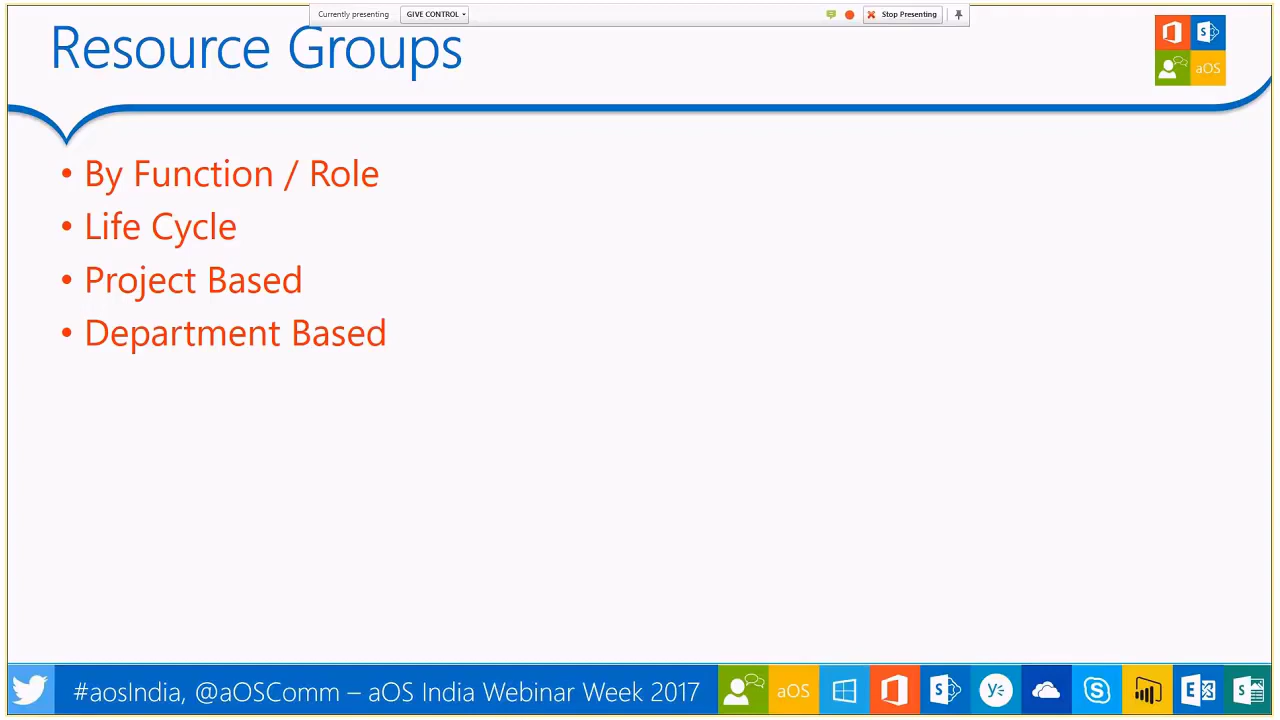 Currently presenting GIVE CONTROL Stop Presenting
Resource Groups
aOS
• By Function / Role
• Life Cycle
• Project Based
• Department Based
#aosIndia, @aOSComm – aOS India Webinar Week 2017 aOS